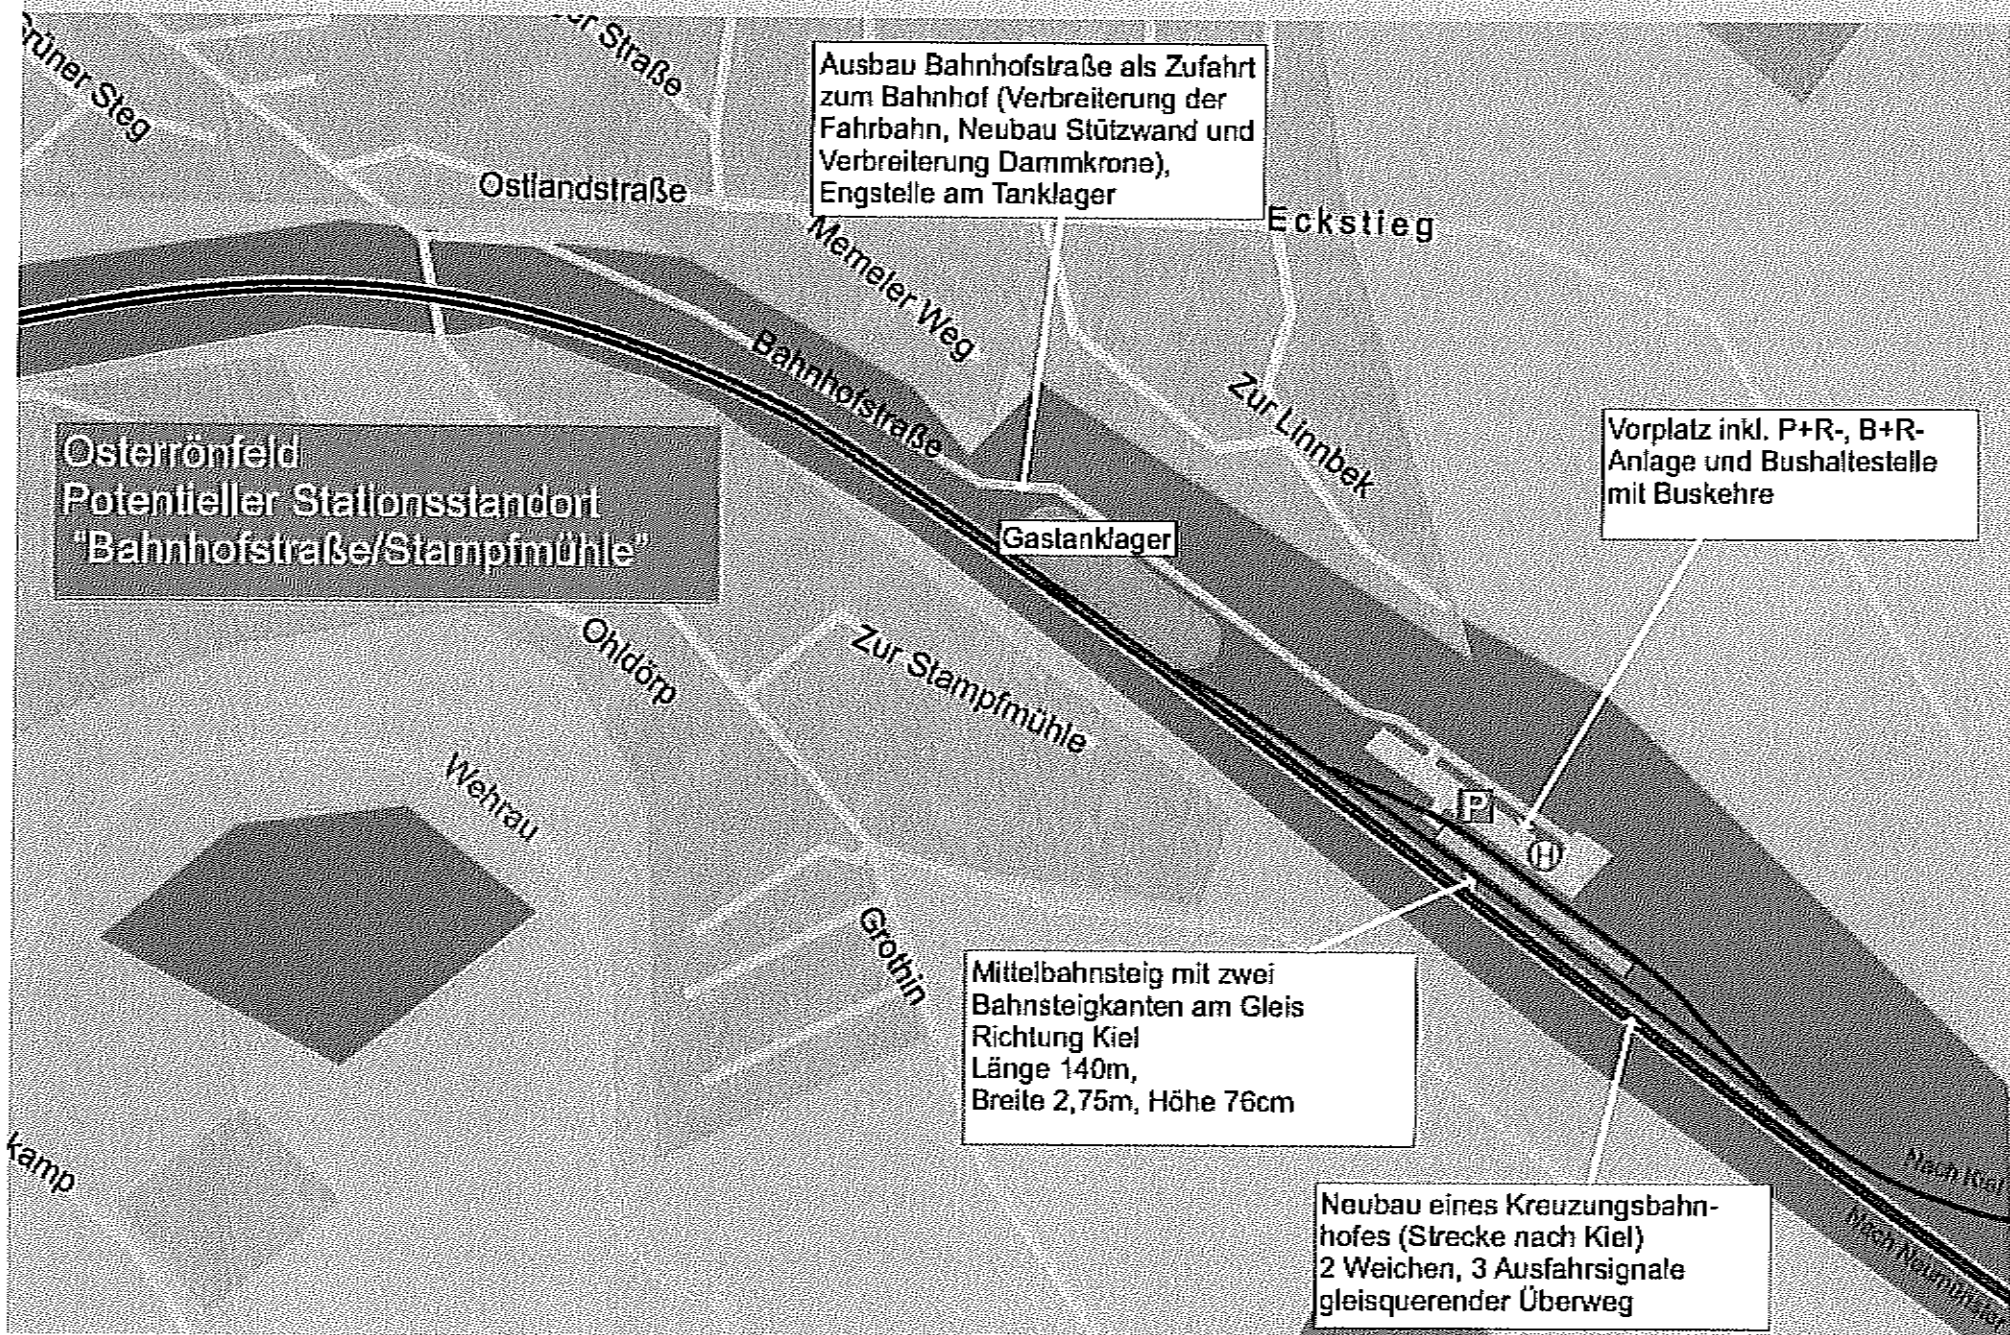 Grüner Steg
Straße
Ausbau Bahnhofstraße als Zufahrt
zum Bahnhof (Verbreiterung der
Fahrbahn, Neubau Stützwand und
Verbreiterung Dammkrone),
Engstelle am Tanklager
Ostlandstraße
Eckstieg
Memeler Weg
Bahnhofstraße
Zur Linnbek
Vorplatz inkl. P+R-, B+R-
Anlage und Bushaltestelle
mit Buskehre
Osterrönfeld
Potentieller Stationsstandort
"Bahnhofstraße/Stampfmühle"
Gastanklager
Ohldörp
Zur Stampfmühle
Wehrau
P
H
Grothin
Mittelbahnsteig mit zwei
Bahnsteigkanten am Gleis
Richtung Kiel
Länge 140m,
Breite 2,75m, Höhe 76cm
kamp
Nach Kiel
Nach Neumünster
Neubau eines Kreuzungsbahn-
hofes (Strecke nach Kiel)
2 Weichen, 3 Ausfahrsignale
gleisquerender Überweg